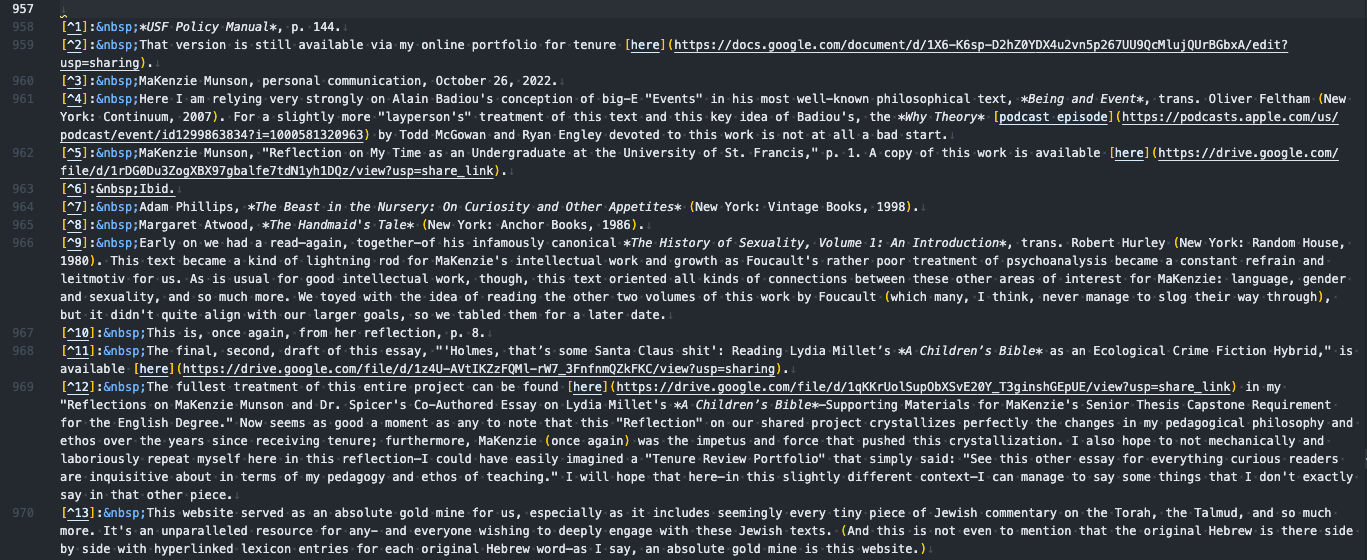 957
958 [^1]:&nbsp;*USF Policy Manual*, p. 144.
959 [^2]:&nbsp;That version is still available via my online portfolio for tenure [here](https://docs.google.com/document/d/1X6-K6sp-D2hZ0YDX4u2vn5p267UU9QcMlujQUrBGbxA/edit?
usp=sharing).
960 [^3]:&nbsp;MaKenzie Munson, personal communication, October 26, 2022.
961 [^4]:&nbsp;Here I am relying very strongly on Alain Badiou's conception of big-E "Events" in his most well-known philosophical text, *Being and Event*, trans. Oliver Feltham (New
York: Continuum, 2007). For a slightly more "layperson's" treatment of this text and this key idea of Badiou's, the *Why Theory* [podcast episode](https://podcasts.apple.com/us/
podcast/event/id1299863834?i=1000581320963) by Todd McGowan and Ryan Engley devoted to this work is not at all a bad start.
962 [^5]:&nbsp;MaKenzie Munson, "Reflection on My Time as an Undergraduate at the University of St. Francis," p. 1. A copy of this work is available [here](https://drive.google.com/
file/d/1rDG0Du3ZogXBX97gbalfe7tdN1yh1DQz/view?usp=share_link).
963 [^6]:&nbsp;Ibid.
964 [^7]:&nbsp;Adam Phillips, *The Beast in the Nursery: On Curiosity and Other Appetites* (New York: Vintage Books, 1998).
965 [^8]:&nbsp;Margaret Atwood, *The Handmaid's Tale* (New York: Anchor Books, 1986).
966 [^9]:&nbsp;Early on we had a read-again, together—of his infamously canonical *The History of Sexuality, Volume 1: An Introduction*, trans. Robert Hurley (New York: Random House,
1980). This text became a kind of lightning rod for MaKenzie's intellectual work and growth as Foucault's rather poor treatment of psychoanalysis became a constant refrain and
leitmotiv for us. As is usual for good intellectual work, though, this text oriented all kinds of connections between these other areas of interest for MaKenzie: language, gender
and sexuality, and so much more. We toyed with the idea of reading the other two volumes of this work by Foucault (which many, I think, never manage to slog their way through),
but it didn't quite align with our larger goals, so we tabled them for a later date.
967 [^10]:&nbsp;This is, once again, from her reflection, p. 8.
968 [^11]:&nbsp;The final, second, draft of this essay, "'Holmes, that’s some Santa Claus shit': Reading Lydia Millet’s *A Children’s Bible* as an Ecological Crime Fiction Hybrid," is
available [here](https://drive.google.com/file/d/1z4U-AVtIKZzFQMl-rW7_3FnfnmQZkFKC/view?usp=sharing).
969 [^12]:&nbsp;The fullest treatment of this entire project can be found [here](https://drive.google.com/file/d/1qKKrUolSupObXSvE20Y_T3ginshGEpUE/view?usp=share_link) in my
"Reflections on MaKenzie Munson and Dr. Spicer's Co-Authored Essay on Lydia Millet's *A Children’s Bible*—Supporting Materials for MaKenzie's Senior Thesis Capstone Requirement
for the English Degree." Now seems as good a moment as any to note that this "Reflection" on our shared project crystallizes perfectly the changes in my pedagogical philosophy and
ethos over the years since receiving tenure; furthermore, MaKenzie (once again) was the impetus and force that pushed this crystallization. I also hope to not mechanically and
laboriously repeat myself here in this reflection—I could have easily imagined a "Tenure Review Portfolio" that simply said: "See this other essay for everything curious readers
are inquisitive about in terms of my pedagogy and ethos of teaching." I will hope that here—in this slightly different context—I can manage to say some things that I don't exactly
say in that other piece.
970 [^13]:&nbsp;This website served as an absolute gold mine for us, especially as it includes seemingly every tiny piece of Jewish commentary on the Torah, the Talmud, and so much
more. It's an unparalleled resource for any- and everyone wishing to deeply engage with these Jewish texts. (And this is not even to mention that the original Hebrew is there side
by side with hyperlinked lexicon entries for each original Hebrew word—as I say, an absolute gold mine is this website.)